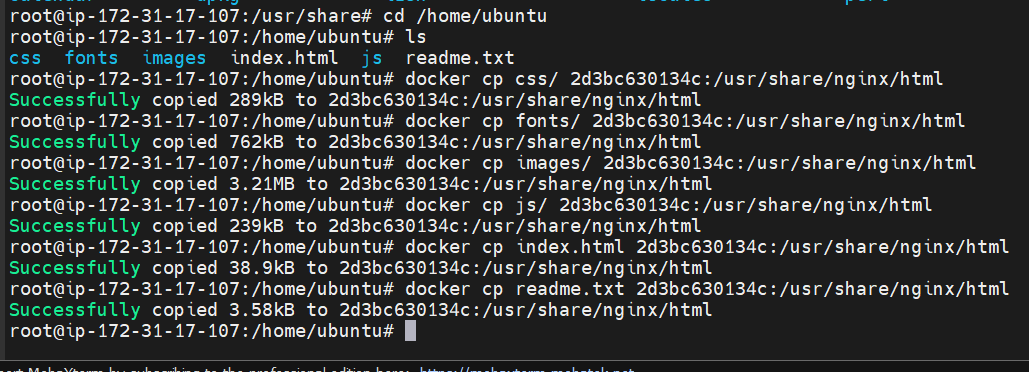 root@ip-172-31-17-107:/usr/share# cd /home/ubuntu
root@ip-172-31-17-107:/home/ubuntu# ls
css  fonts  images  index.html  js  readme.txt
root@ip-172-31-17-107:/home/ubuntu# docker cp css/ 2d3bc630134c:/usr/share/nginx/html
Successfully copied 289kB to 2d3bc630134c:/usr/share/nginx/html
root@ip-172-31-17-107:/home/ubuntu# docker cp fonts/ 2d3bc630134c:/usr/share/nginx/html
Successfully copied 762kB to 2d3bc630134c:/usr/share/nginx/html
root@ip-172-31-17-107:/home/ubuntu# docker cp images/ 2d3bc630134c:/usr/share/nginx/html
Successfully copied 3.21MB to 2d3bc630134c:/usr/share/nginx/html
root@ip-172-31-17-107:/home/ubuntu# docker cp js/ 2d3bc630134c:/usr/share/nginx/html
Successfully copied 239kB to 2d3bc630134c:/usr/share/nginx/html
root@ip-172-31-17-107:/home/ubuntu# docker cp index.html 2d3bc630134c:/usr/share/nginx/html
Successfully copied 38.9kB to 2d3bc630134c:/usr/share/nginx/html
root@ip-172-31-17-107:/home/ubuntu# docker cp readme.txt 2d3bc630134c:/usr/share/nginx/html
Successfully copied 3.58kB to 2d3bc630134c:/usr/share/nginx/html
root@ip-172-31-17-107:/home/ubuntu#